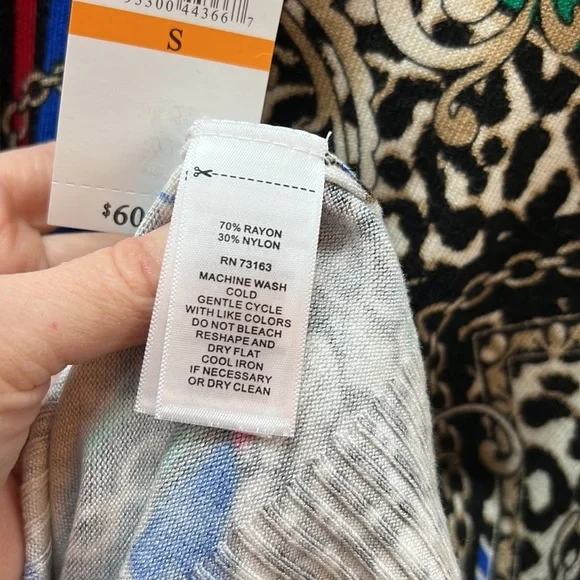 S
$60
70% RAYON
30% NYLON
RN 73163
MACHINE WASH
COLD
GENTLE CYCLE
WITH LIKE COLORS
DO NOT BLEACH
RESHAPE AND
DRY FLAT
COOL IRON
IF NECESSARY
OR DRY CLEAN